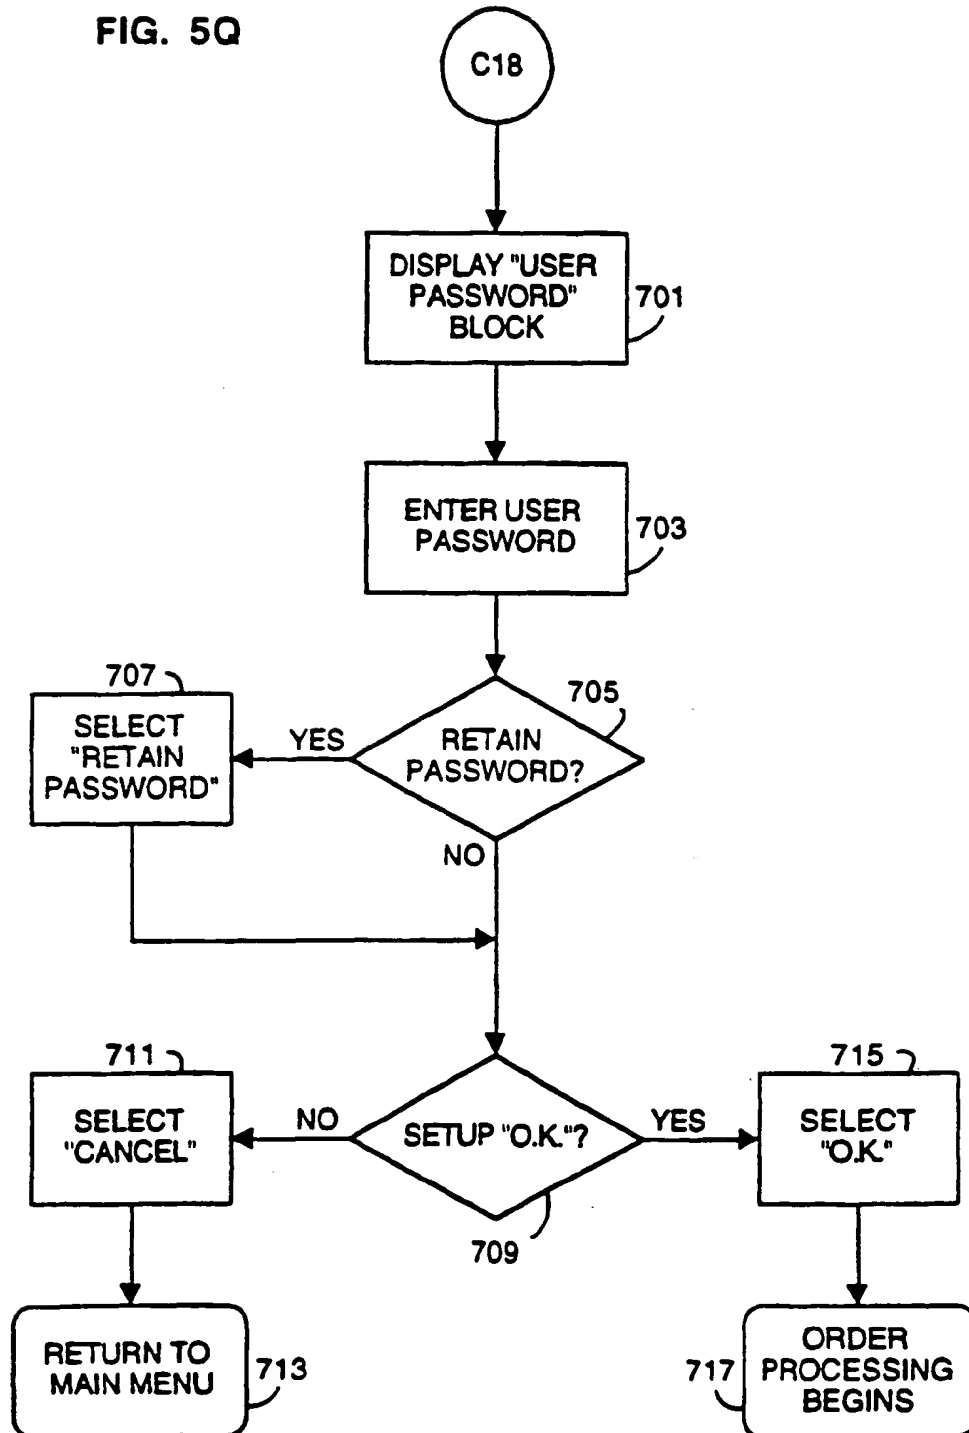 FIG. 5Q
C18
DISPLAY "USER
PASSWORD"
BLOCK
701
ENTER USER
PASSWORD
703
707
SELECT
"RETAIN
PASSWORD"
YES
705
RETAIN
PASSWORD?
NO
711
SELECT
"CANCEL"
NO
SETUP "O.K."?
709
YES
715
SELECT
"O.K."
RETURN TO
MAIN MENU
713
717
ORDER
PROCESSING
BEGINS